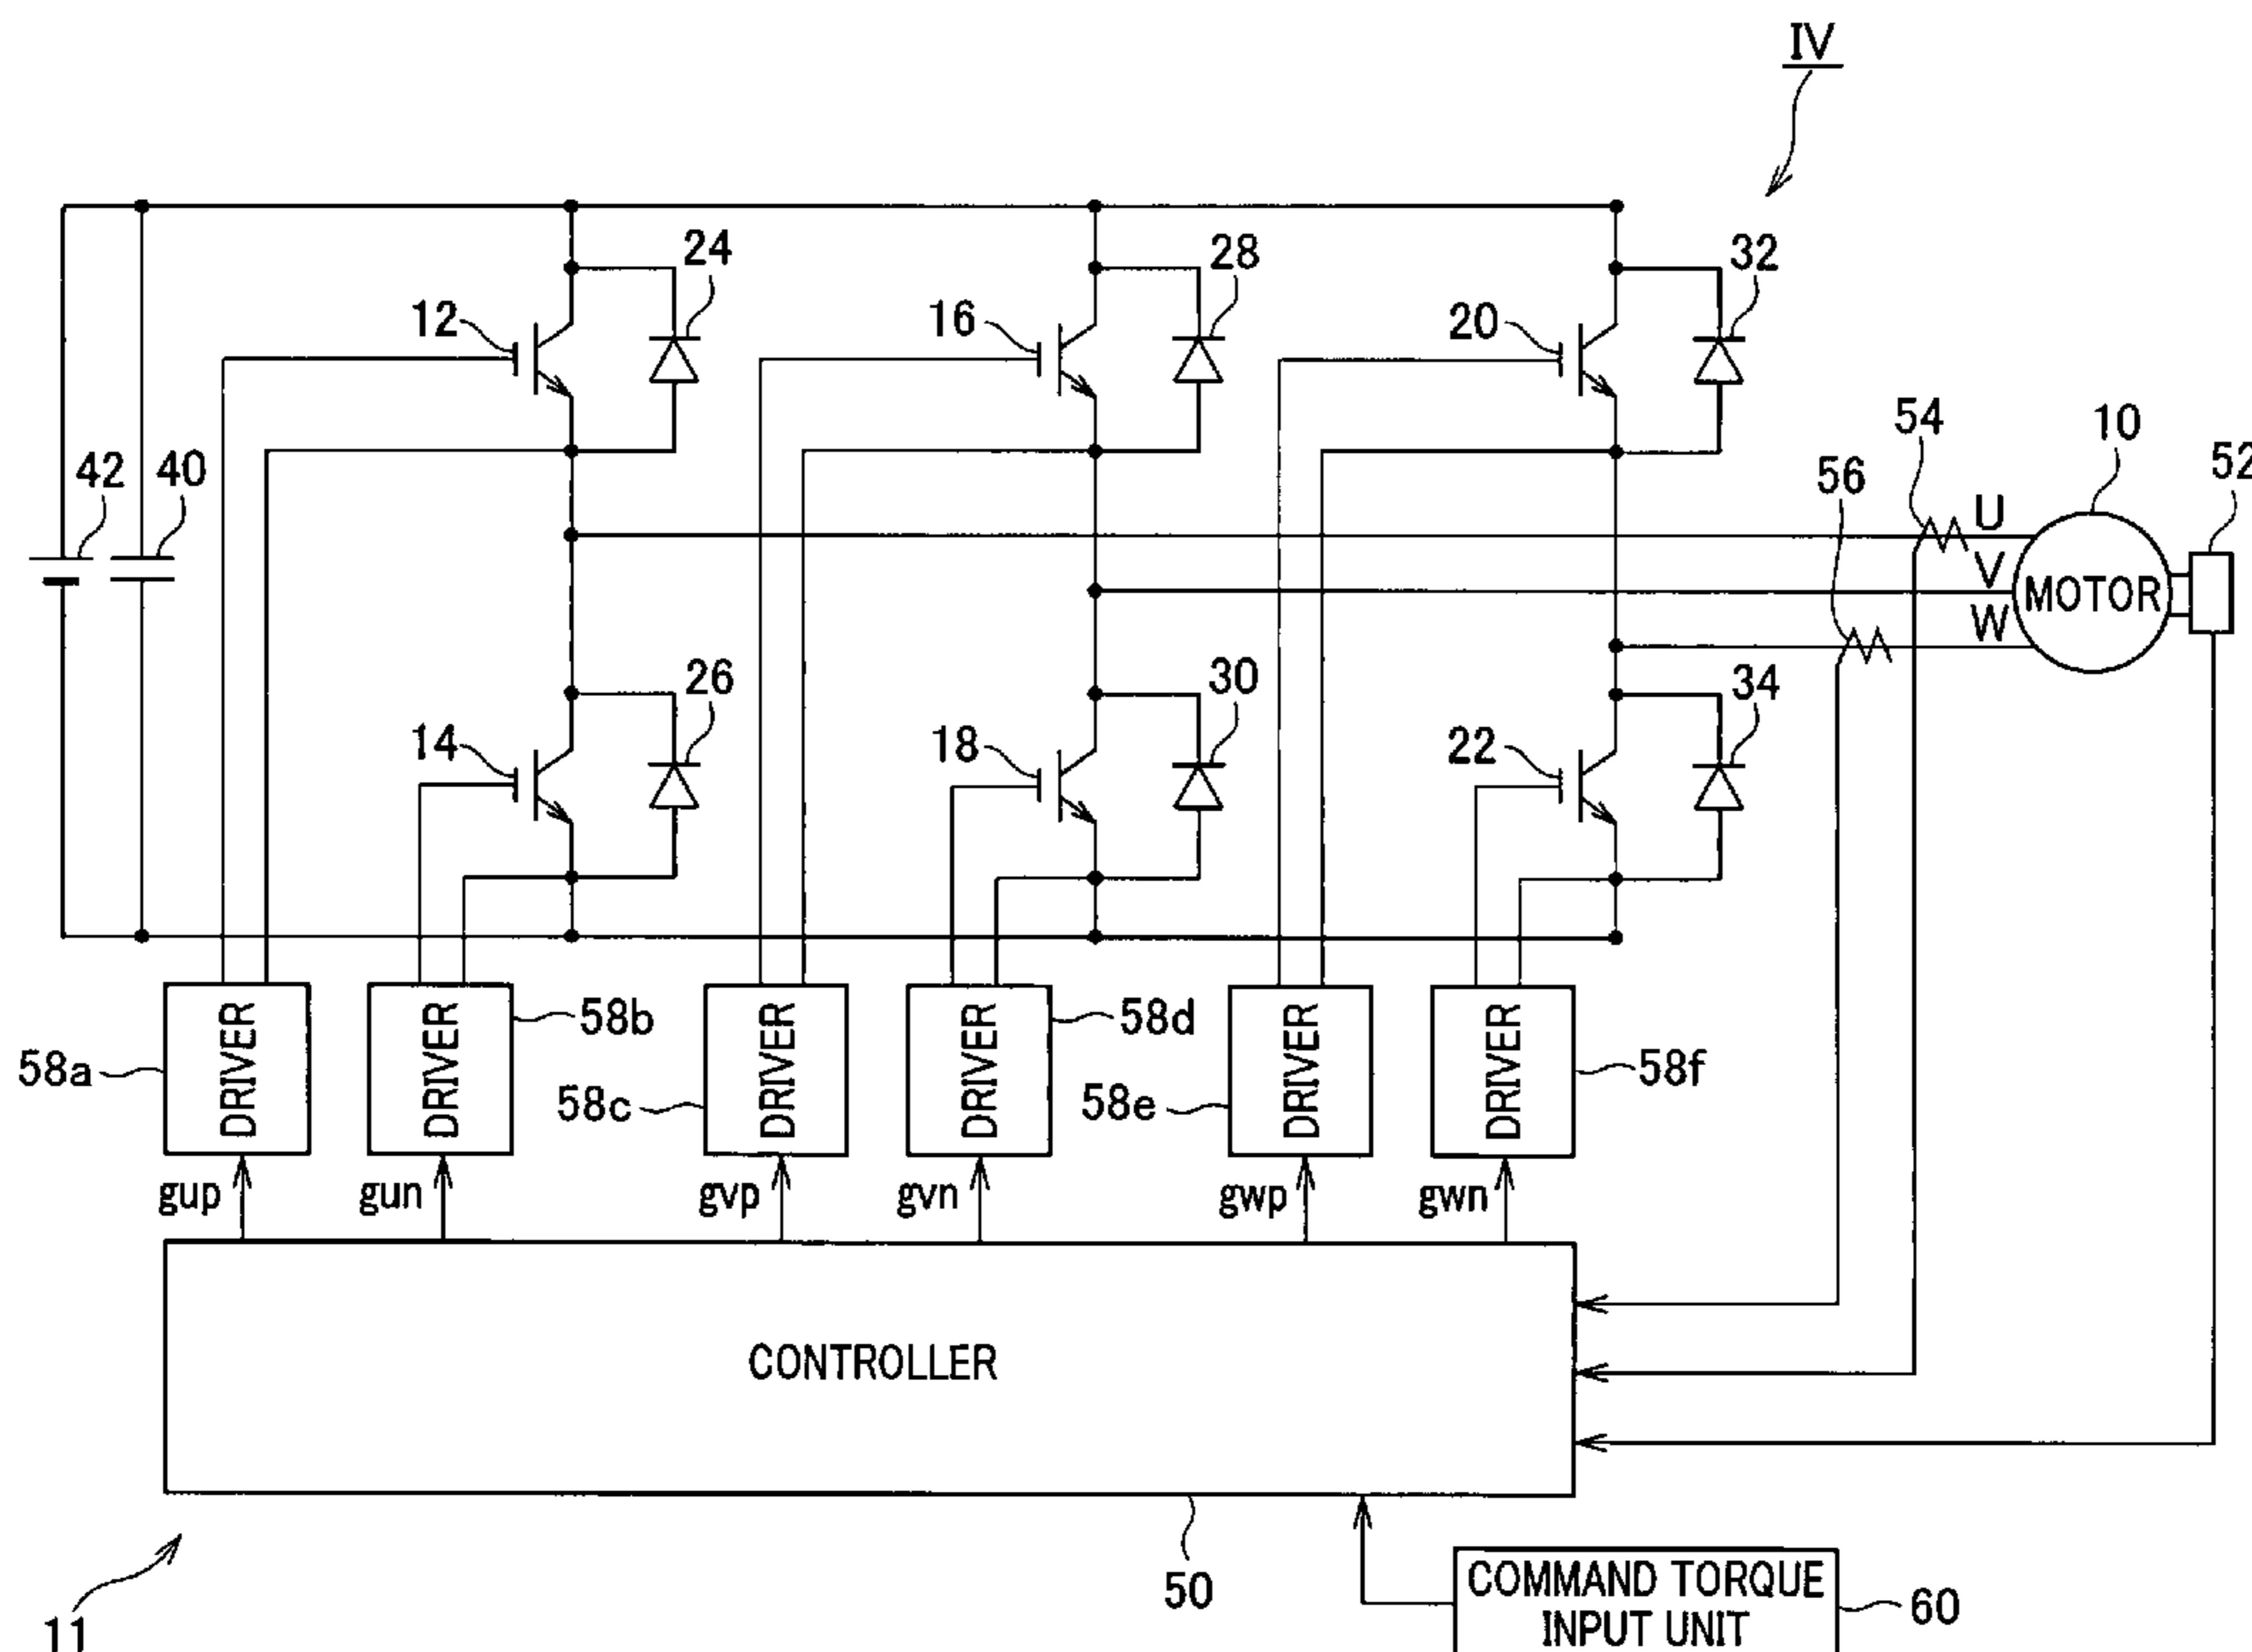 IV
24
28
32
12
16
20
54
10
52
42
40
56
U
V
MOTOR
W
26
30
34
14
18
22
58a
DRIVER
DRIVER
58b
58c
DRIVER
DRIVER
58d
58e
DRIVER
DRIVER
58f
gup
gun
gvp
gvn
gwp
gwn
CONTROLLER
11
50
COMMAND TORQUE
INPUT UNIT
60